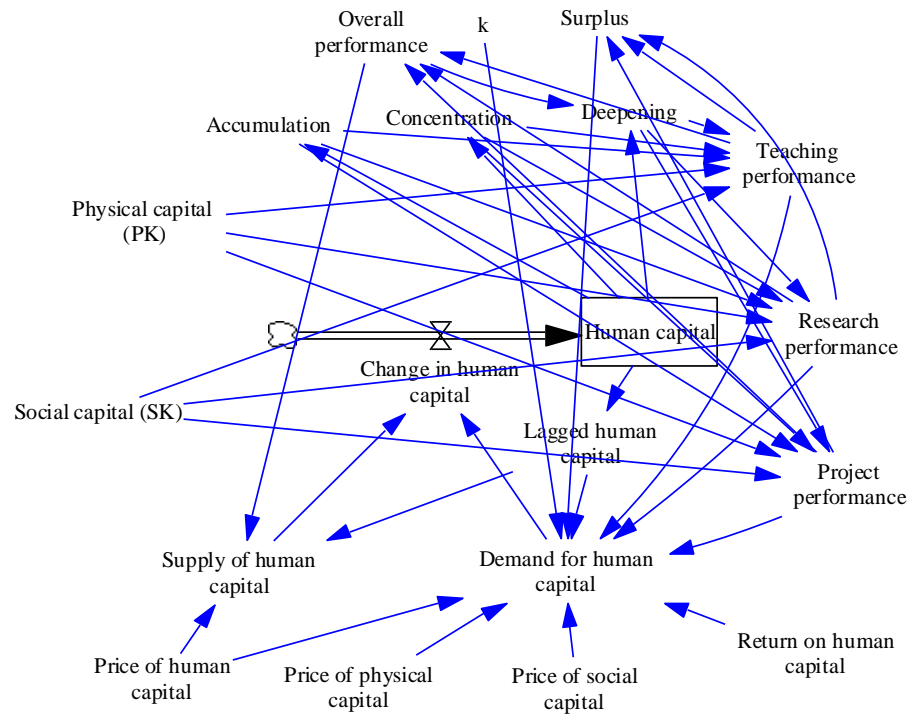 Overall
performance
k
Surplus
Accumulation
Concentration
Deepening
Teaching
performance
Physical capital
(PK)
Human capital
Research
performance
Change in human
capital
Social capital (SK)
Lagged human
capital
Project
performance
Supply of human
capital
Demand for human
capital
Price of human
capital
Price of physical
capital
Price of social
capital
Return on human
capital